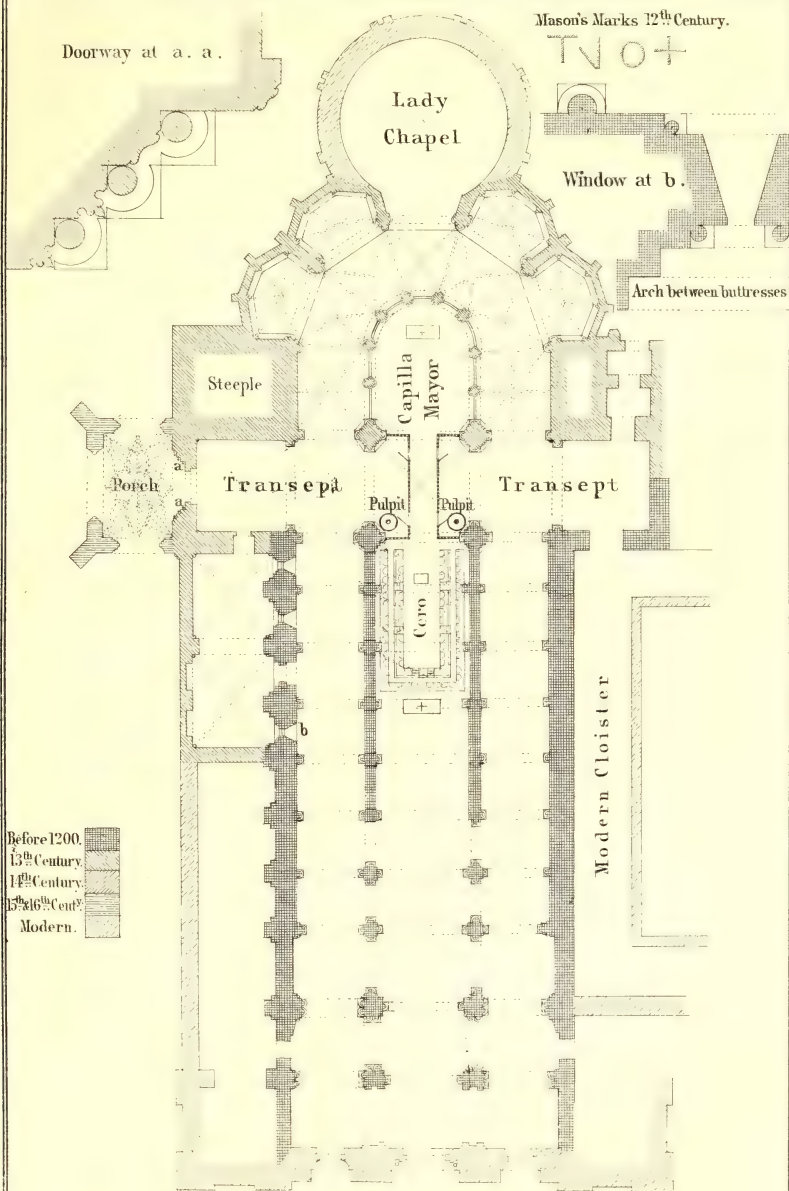 Mason's Marks 12th Century.
Doorway at a. a.
Lady
Chapel
Window at b.
Arch between buttresses
Steeple
Capilla
Mayor
a
Porch
a
Transept
Transept
Pulpit
Pulpit
Coro
b
Modern Cloister
Before 1200.
13th Century.
14th Century.
15th & 16th Centy.
Modern.